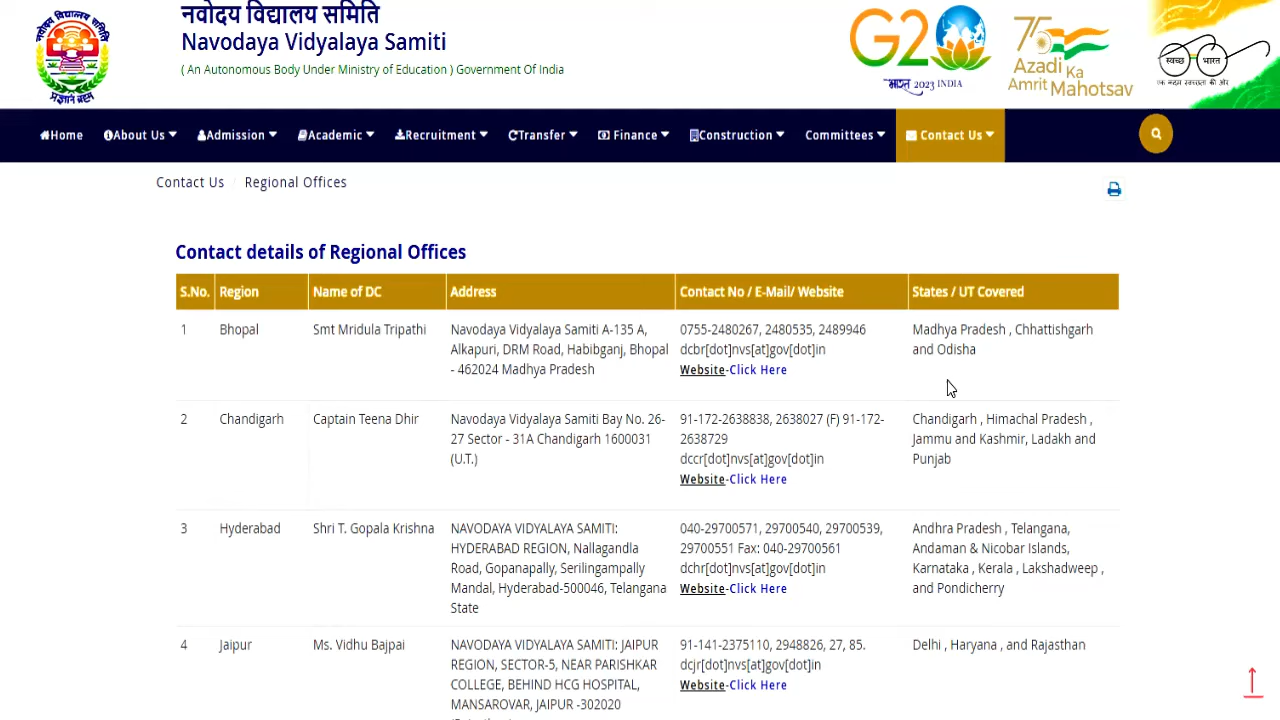 नवोदय विद्यालय समिति
Navodaya Vidyalaya Samiti
( An Autonomous Body Under Ministry of Education ) Government Of India
नवोदय विद्यालय समिति
प्रज्ञानं ब्रह्म
G20
भारत 2023 INDIA
75
Azadi Ka
Amrit Mahotsav
स्वच्छ भारत
एक कदम स्वच्छता की ओर
Home About Us Admission Academic Recruitment Transfer Finance Construction Committees Contact Us
Contact Us / Regional Offices
Contact details of Regional Offices
S.No. Region Name of DC Address Contact No / E-Mail/ Website States / UT Covered
1 Bhopal Smt Mridula Tripathi Navodaya Vidyalaya Samiti A-135 A, 0755-2480267, 2480535, 2489946 Madhya Pradesh , Chhattishgarh
Alkapuri, DRM Road, Habibganj, Bhopal dcbr[dot]nvs[at]gov[dot]in and Odisha
- 462024 Madhya Pradesh Website-Click Here
2 Chandigarh Captain Teena Dhir Navodaya Vidyalaya Samiti Bay No. 26- 91-172-2638838, 2638027 (F) 91-172- Chandigarh , Himachal Pradesh ,
27 Sector - 31A Chandigarh 1600031 2638729 Jammu and Kashmir, Ladakh and
(U.T.) dccr[dot]nvs[at]gov[dot]in Punjab
Website-Click Here
3 Hyderabad Shri T. Gopala Krishna NAVODAYA VIDYALAYA SAMITI: 040-29700571, 29700540, 29700539, Andhra Pradesh , Telangana,
HYDERABAD REGION, Nallagandla 29700551 Fax: 040-29700561 Andaman & Nicobar Islands,
Road, Gopanapally, Serilingampally dchr[dot]nvs[at]gov[dot]in Karnataka , Kerala , Lakshadweep ,
Mandal, Hyderabad-500046, Telangana Website-Click Here and Pondicherry
State
4 Jaipur Ms. Vidhu Bajpai NAVODAYA VIDYALAYA SAMITI: JAIPUR 91-141-2375110, 2948826, 27, 85. Delhi , Haryana , and Rajasthan
REGION, SECTOR-5, NEAR PARISHKAR dcjr[dot]nvs[at]gov[dot]in
COLLEGE, BEHIND HCG HOSPITAL, Website-Click Here
MANSAROVAR, JAIPUR -302020